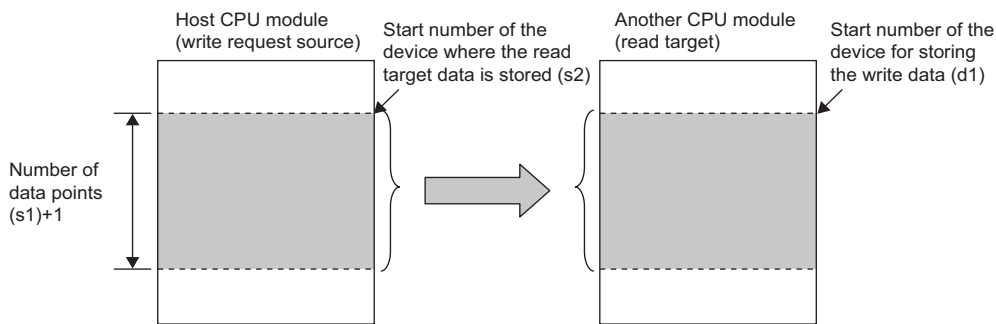 Host CPU module
(write request source)
Start number of the
device where the read
target data is stored (s2)
Another CPU module
(read target)
Start number of the
device for storing
the write data (d1)
Number of
data points
(s1)+1